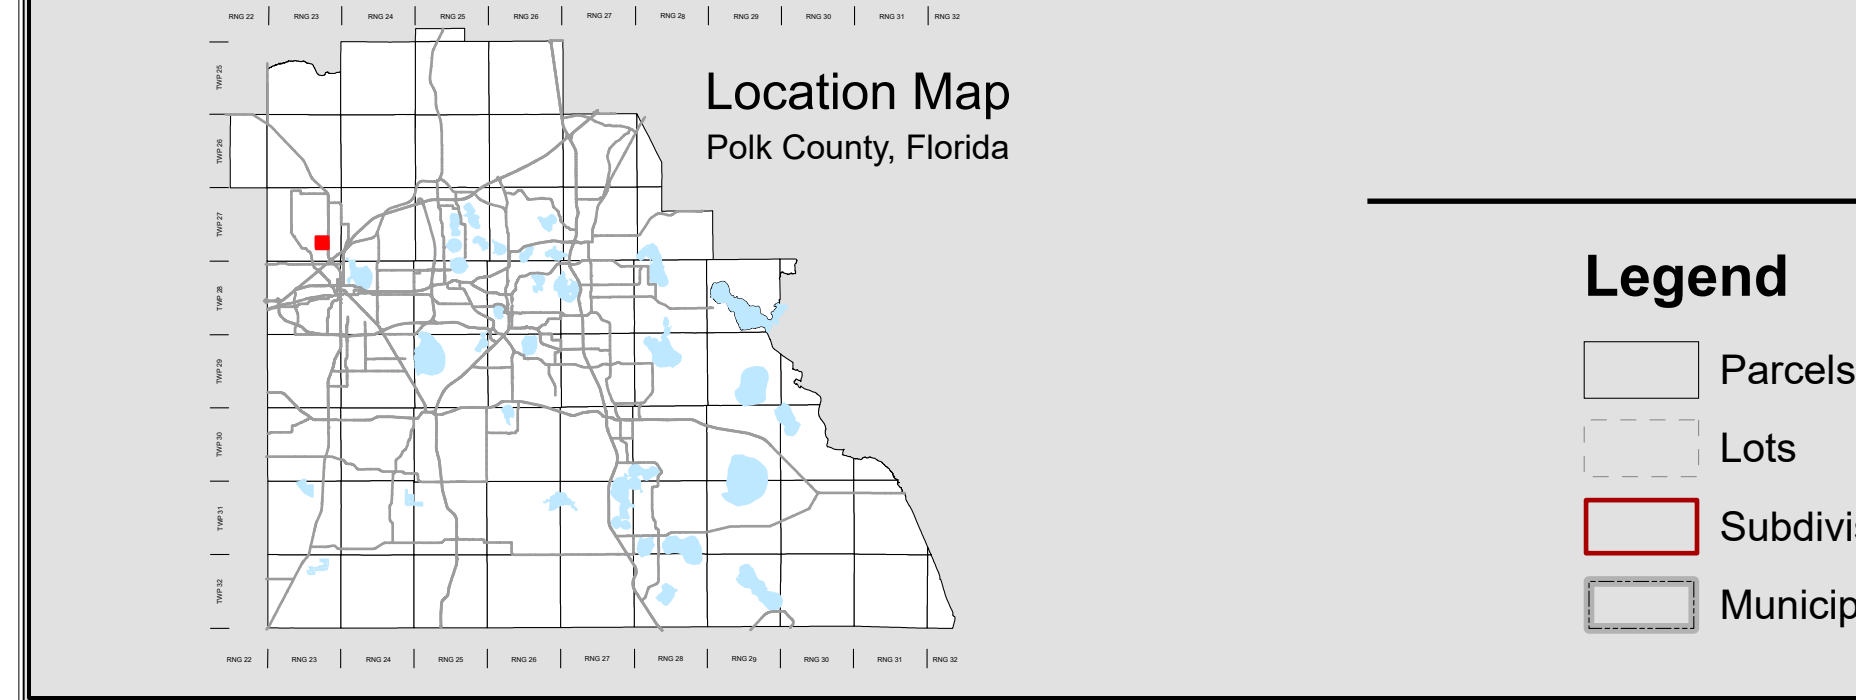 RNG 22 RNG 23 RNG 24 RNG 25 RNG 26 RNG 27 RNG 28 RNG 29 RNG 30 RNG 31 RNG 32
TWP 25
TWP 26
TWP 27
TWP 28
TWP 29
TWP 30
TWP 31
TWP 32
Location Map
Polk County, Florida
RNG 22 RNG 23 RNG 24 RNG 25 RNG 26 RNG 27 RNG 28 RNG 29 RNG 30 RNG 31 RNG 32
Legend
Parcels
Lots
Subdivis
Municip